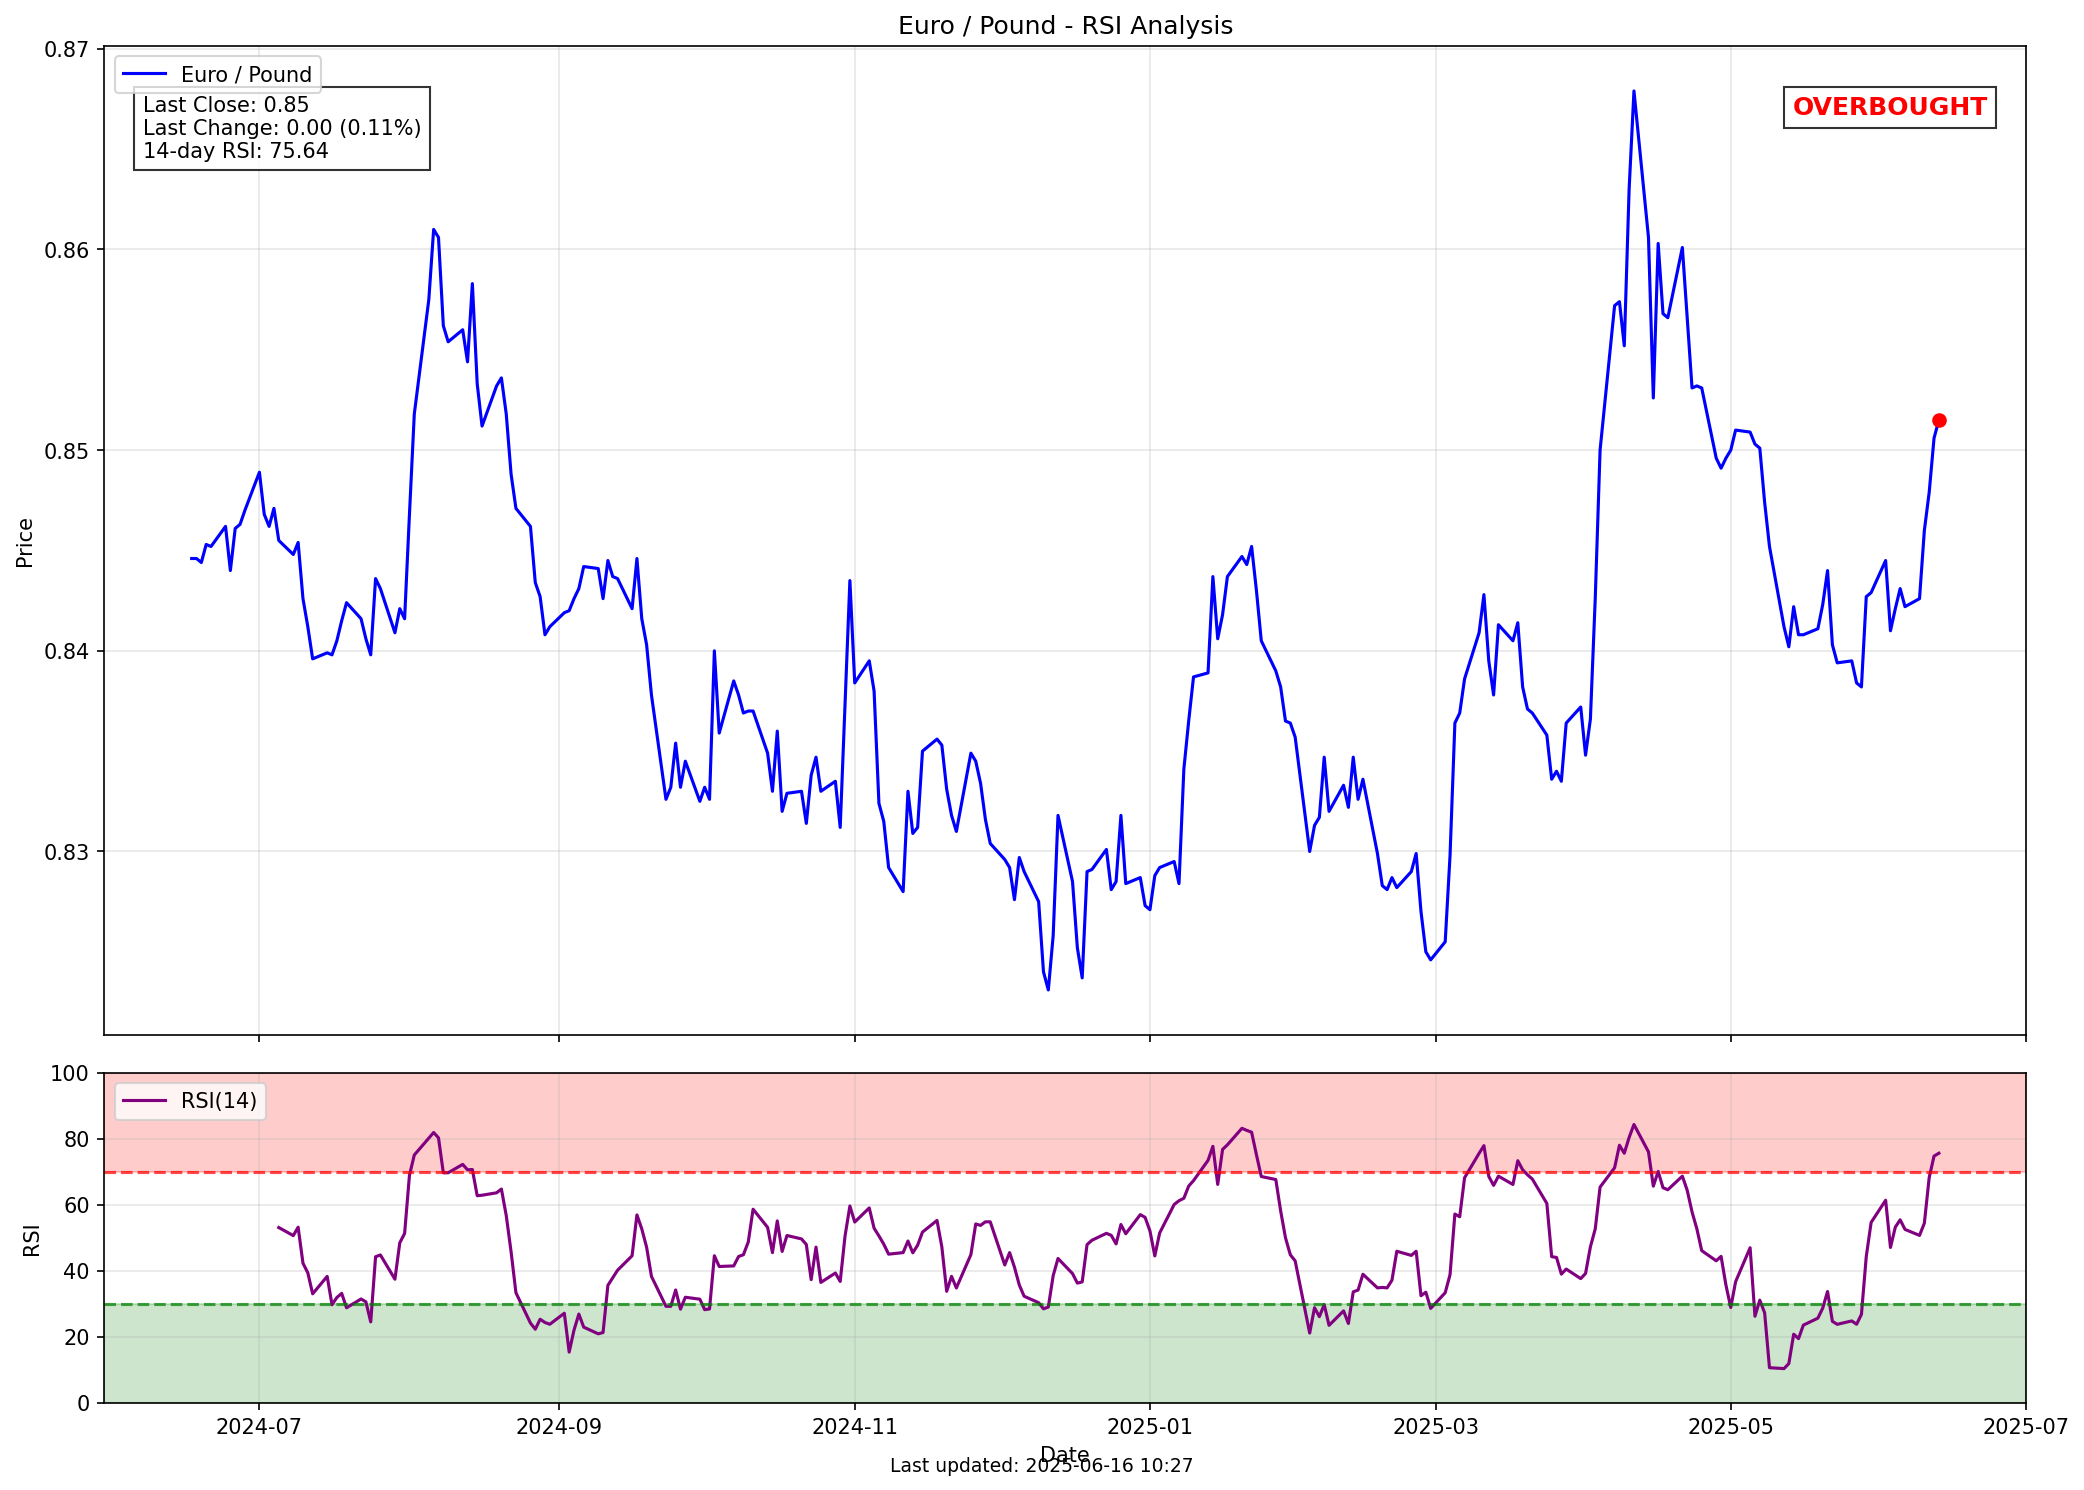 Euro / Pound - RSI Analysis
Euro / Pound
Last Close: 0.85
Last Change: 0.00 (0.11%)
14-day RSI: 75.64
OVERBOUGHT
Price
0.87
0.86
0.85
0.84
0.83
RSI(14)
RSI
100
80
60
40
20
0
2024-07
2024-09
2024-11
2025-01
2025-03
2025-05
2025-07
Date
Last updated: 2025-06-16 10:27